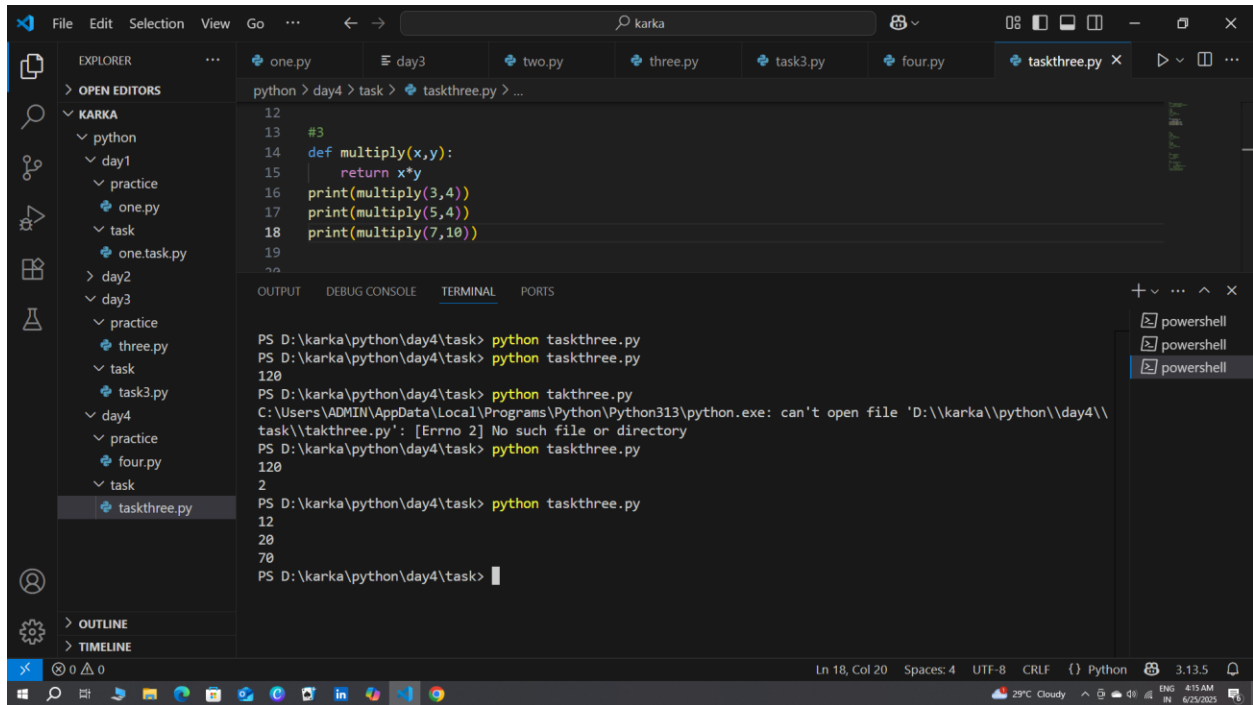 File Edit Selection View Go ··· karka
EXPLORER ···
OPEN EDITORS
KARKA
python
day1
practice
one.py
task
one.task.py
day2
day3
practice
three.py
task
task3.py
day4
practice
four.py
task
taskthree.py
OUTLINE
TIMELINE
one.py day3 two.py three.py task3.py four.py taskthree.py
python > day4 > task > taskthree.py > ...
12
13 #3
14 def multiply(x,y):
15 return x*y
16 print(multiply(3,4))
17 print(multiply(5,4))
18 print(multiply(7,10))
19
20
OUTPUT DEBUG CONSOLE TERMINAL PORTS
PS D:\karka\python\day4\task> python taskthree.py
PS D:\karka\python\day4\task> python taskthree.py
120
PS D:\karka\python\day4\task> python takthree.py
C:\Users\ADMIN\AppData\Local\Programs\Python\Python313\python.exe: can't open file 'D:\\karka\\python\\day4\\
task\\takthree.py': [Errno 2] No such file or directory
PS D:\karka\python\day4\task> python taskthree.py
120
2
PS D:\karka\python\day4\task> python taskthree.py
12
20
70
PS D:\karka\python\day4\task>
powershell
powershell
powershell
0 0 Ln 18, Col 20 Spaces: 4 UTF-8 CRLF {} Python 3.13.5
29°C Cloudy ENG IN 4:15 AM 6/25/2025